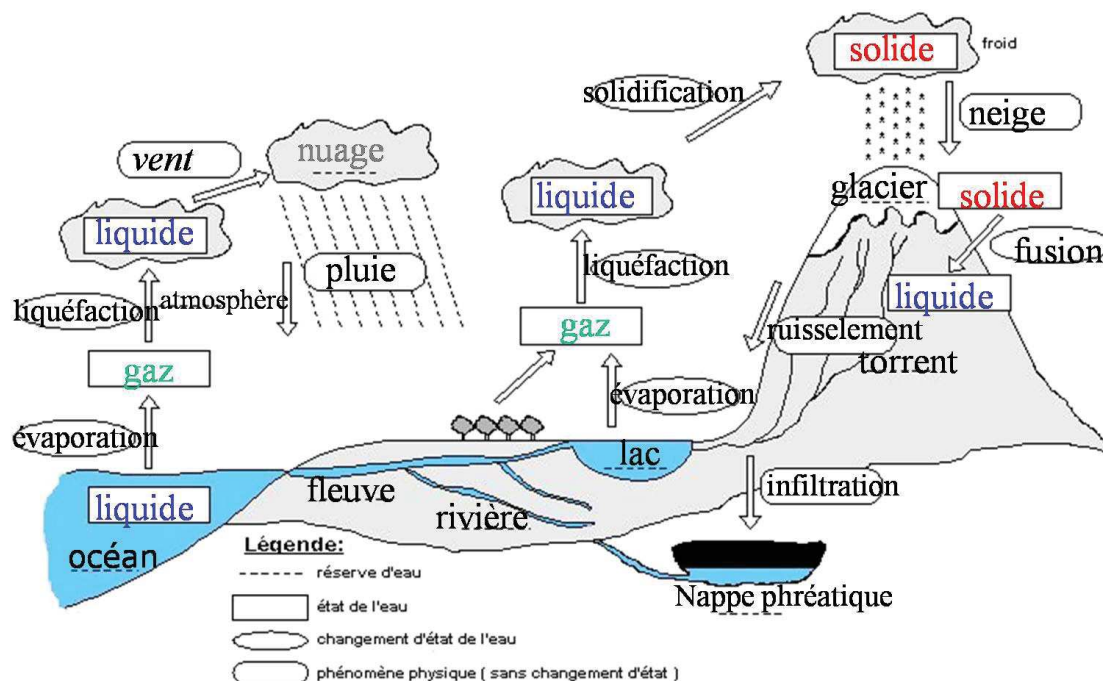 solide
froid
solidification
neige
vent
nuage
glacier
solide
liquide
liquide
fusion
pluie
liquéfaction
liquéfaction
atmosphère
liquide
gaz
ruisselement
torrent
gaz
évaporation
évaporation
lac
fleuve
infiltration
liquide
rivière
océan
Légende:
réserve d'eau
état de l'eau
changement d'état de l'eau
phénomène physique ( sans changement d'état )
Nappe phréatique